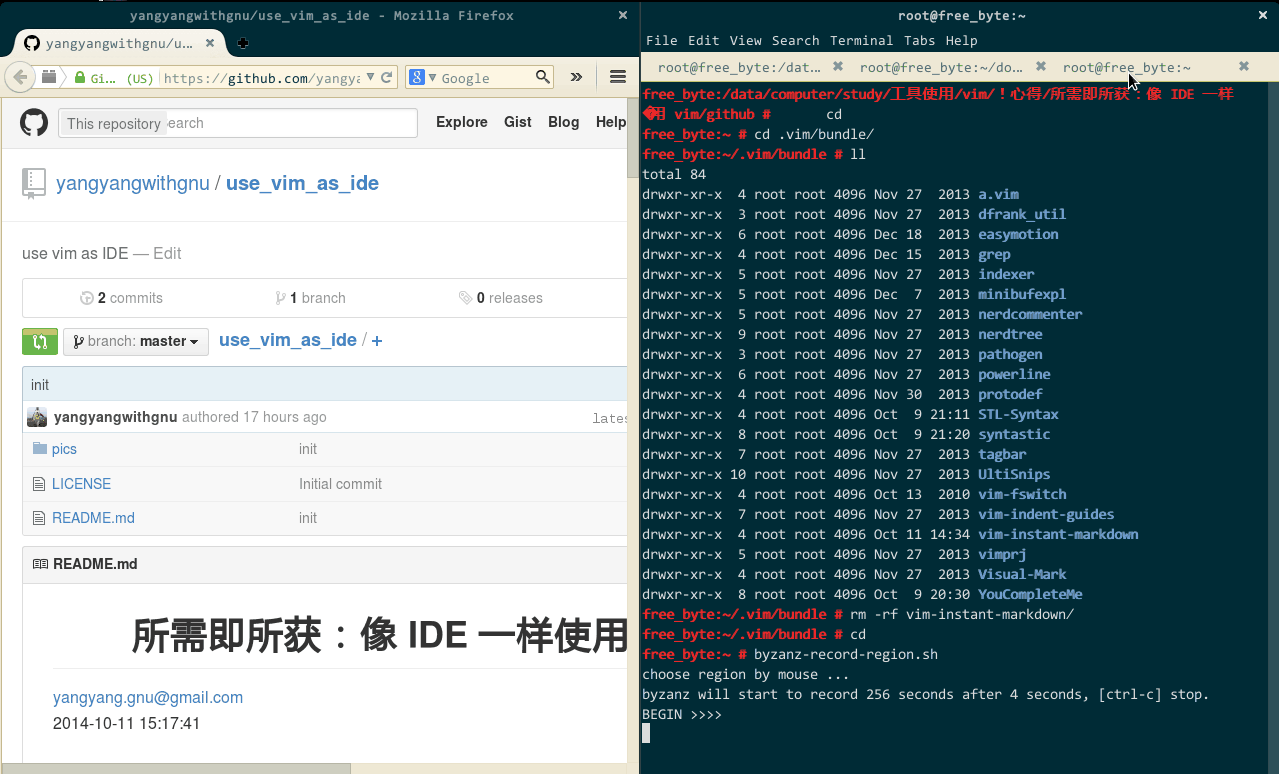 yangyangwithgnu/use_vim_as_ide - Mozilla Firefox
yangyangwithgnu/u...
Gi... (US) https://github.com/yangya
Google
This repository earch
Explore Gist Blog Help
yangyangwithgnu / use_vim_as_ide
use vim as IDE — Edit
2 commits 1 branch 0 releases
branch: master use_vim_as_ide / +
init
yangyangwithgnu authored 17 hours ago lates
pics init
LICENSE Initial commit
README.md init
README.md
所需即所获：像 IDE 一样使用
yangyang.gnu@gmail.com
2014-10-11 15:17:41
root@free_byte:~
File Edit View Search Terminal Tabs Help
root@free_byte:/dat... root@free_byte:~/do... root@free_byte:~
free_byte:/data/computer/study/工具使用/vim/！心得/所需即所获：像 IDE 一样
vim/github # cd
free_byte:~ # cd .vim/bundle/
free_byte:~/.vim/bundle # ll
total 84
drwxr-xr-x 4 root root 4096 Nov 27 2013 a.vim
drwxr-xr-x 3 root root 4096 Nov 27 2013 dfrank_util
drwxr-xr-x 6 root root 4096 Dec 18 2013 easymotion
drwxr-xr-x 4 root root 4096 Dec 15 2013 grep
drwxr-xr-x 5 root root 4096 Nov 27 2013 indexer
drwxr-xr-x 5 root root 4096 Dec 7 2013 minibufexpl
drwxr-xr-x 5 root root 4096 Nov 27 2013 nerdcommenter
drwxr-xr-x 9 root root 4096 Nov 27 2013 nerdtree
drwxr-xr-x 3 root root 4096 Nov 27 2013 pathogen
drwxr-xr-x 6 root root 4096 Nov 27 2013 powerline
drwxr-xr-x 4 root root 4096 Nov 30 2013 protodef
drwxr-xr-x 4 root root 4096 Oct 9 21:11 STL-Syntax
drwxr-xr-x 8 root root 4096 Oct 9 21:20 syntastic
drwxr-xr-x 7 root root 4096 Nov 27 2013 tagbar
drwxr-xr-x 10 root root 4096 Nov 27 2013 UltiSnips
drwxr-xr-x 4 root root 4096 Oct 13 2010 vim-fswitch
drwxr-xr-x 7 root root 4096 Nov 27 2013 vim-indent-guides
drwxr-xr-x 4 root root 4096 Oct 11 14:34 vim-instant-markdown
drwxr-xr-x 5 root root 4096 Nov 27 2013 vimprj
drwxr-xr-x 4 root root 4096 Nov 27 2013 Visual-Mark
drwxr-xr-x 8 root root 4096 Oct 9 20:30 YouCompleteMe
free_byte:~/.vim/bundle # rm -rf vim-instant-markdown/
free_byte:~/.vim/bundle # cd
free_byte:~ # byzanz-record-region.sh
choose region by mouse ...
byzanz will start to record 256 seconds after 4 seconds, [ctrl-c] stop.
BEGIN >>>>